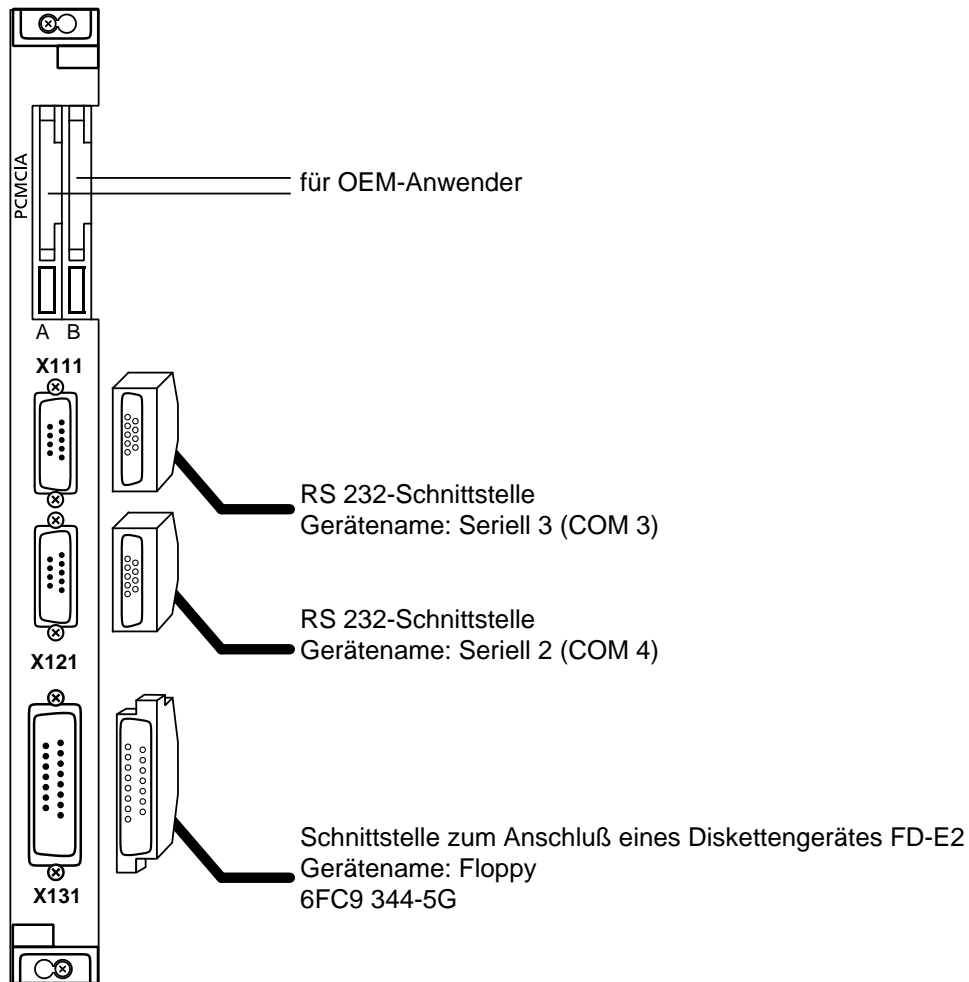 PCMCIA
für OEM-Anwender
A B
X111
RS 232-Schnittstelle
Gerätename: Seriell 3 (COM 3)
RS 232-Schnittstelle
Gerätename: Seriell 2 (COM 4)
X121
Schnittstelle zum Anschluß eines Diskettengerätes FD-E2
Gerätename: Floppy
6FC9 344-5G
X131